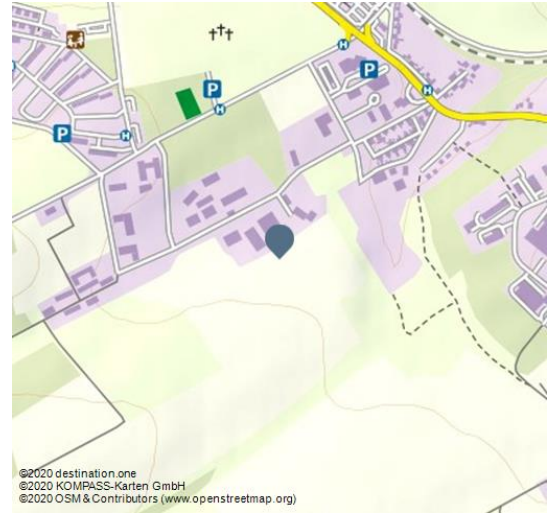 P
H
P
H
P
H
H
©2020 destination.one
©2020 KOMPASS-Karten GmbH
©2020 OSM & Contributors (www.openstreetmap.org)